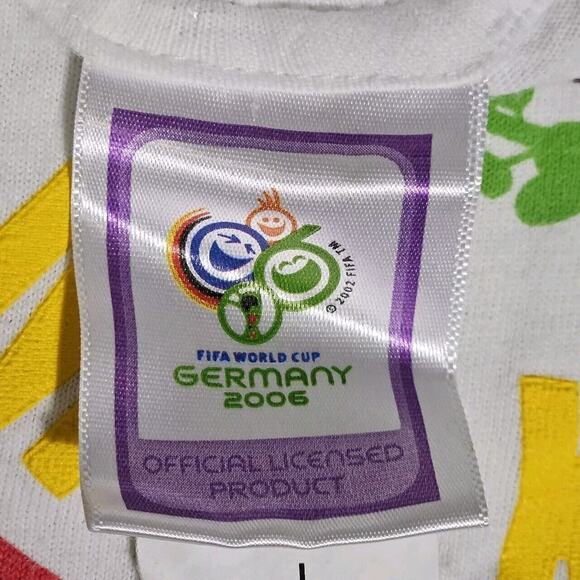 © 2002 FIFA TM
FIFA WORLD CUP
GERMANY
2006
OFFICIAL LICENSED
PRODUCT